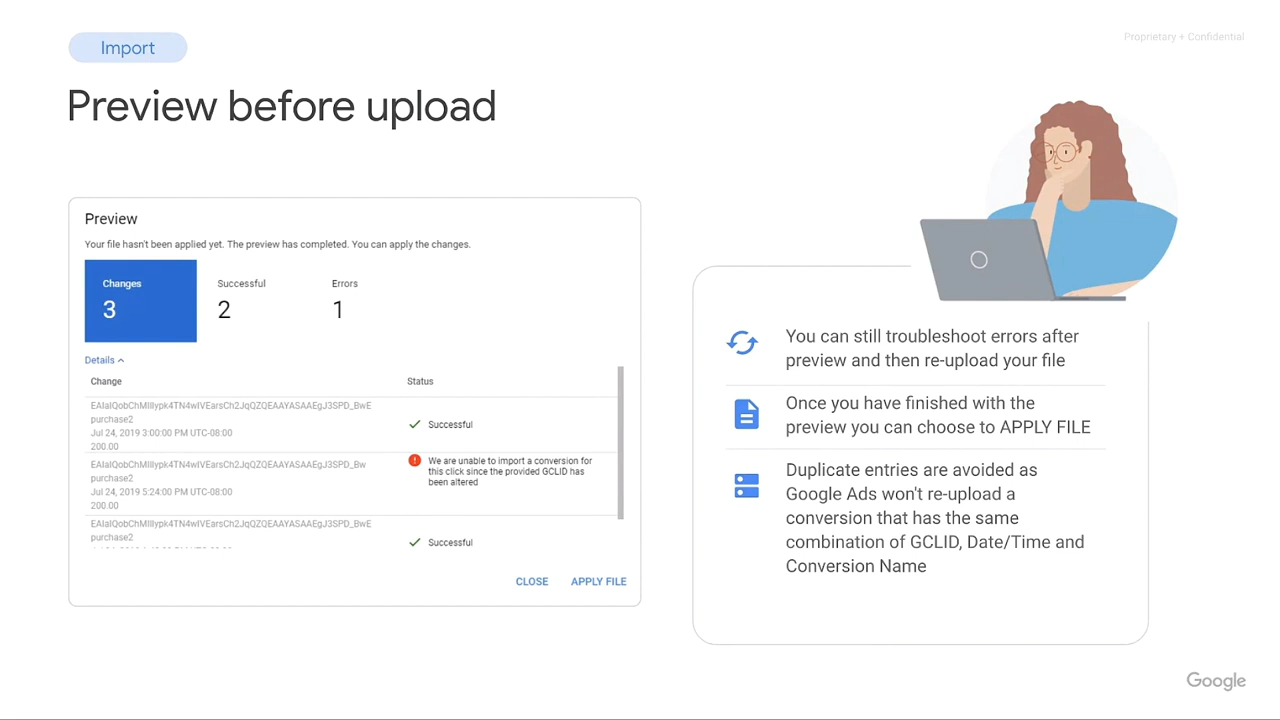 Import
Proprietary + Confidential
Preview before upload
Preview
Your file hasn't been applied yet. The preview has completed. You can apply the changes.
Changes
3
Successful
2
Errors
1
Details
Change
Status
purchase2
Jul 24, 2019 3:00:00 PM UTC-08:00
200.00
Successful
purchase2
Jul 24, 2019 5:24:00 PM UTC-08:00
200.00
We are unable to import a conversion for
this click since the provided GCLID has
been altered
purchase2
Successful
CLOSE
APPLY FILE
You can still troubleshoot errors after
preview and then re-upload your file
Once you have finished with the
preview you can choose to APPLY FILE
Duplicate entries are avoided as
Google Ads won't re-upload a
conversion that has the same
combination of GCLID, Date/Time and
Conversion Name
Google